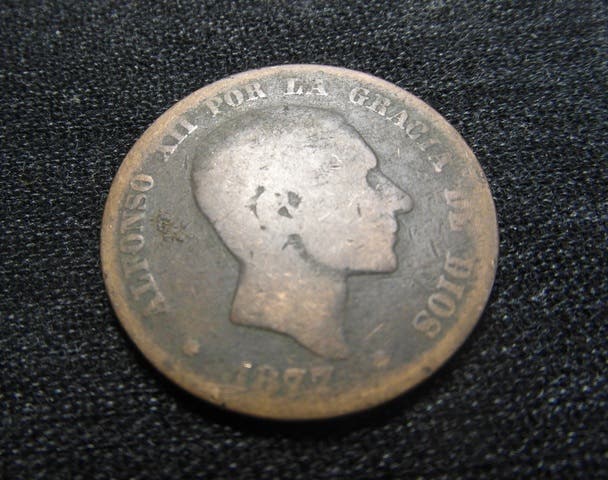 ALFONSO XII POR LA GRACIA DE DIOS
1877